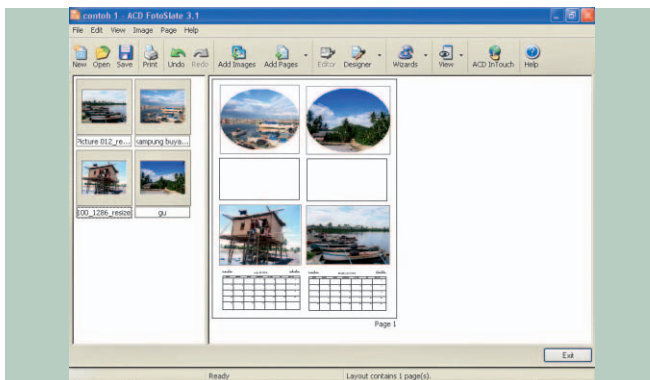 contoh 1 - ACD FotoSlate 3.1
File Edit View Image Page Help
New Open Save Print Undo Redo Add Images Add Pages Editor Designer Wizards View ACD InTouch Help
Picture 012_re... kampung buya...
100_1286_resize gu
Page 1
Exit
Ready Layout contains 1 page(s).